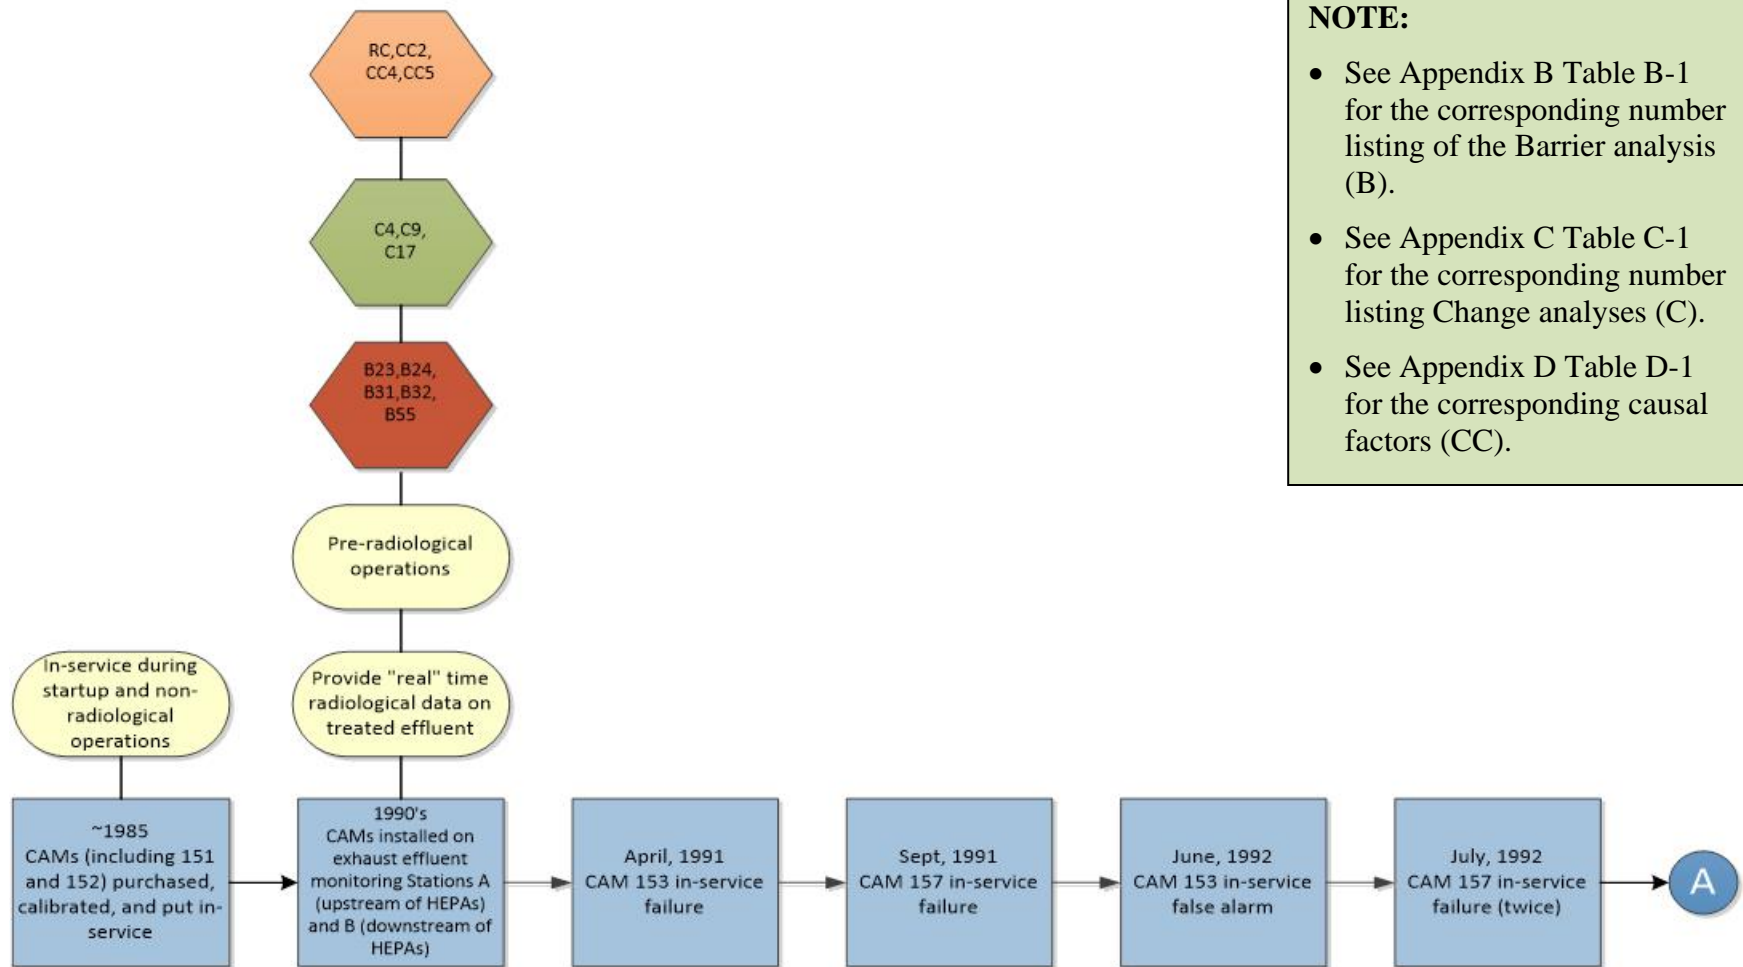 RC,CC2,
CC4,CC5
C4,C9,
C17
B23,B24,
B31,B32,
B55
Pre-radiological
operations
In-service during
startup and non-
radiological
operations
Provide "real" time
radiological data on
treated effluent
~1985
CAMs (including 151
and 152) purchased,
calibrated, and put in-
service
1990's
CAMs installed on
exhaust effluent
monitoring Stations A
(upstream of HEPAs)
and B (downstream of
HEPAs)
April, 1991
CAM 153 in-service
failure
Sept, 1991
CAM 157 in-service
failure
June, 1992
CAM 153 in-service
false alarm
July, 1992
CAM 157 in-service
failure (twice)
A
NOTE:
• See Appendix B Table B-1
for the corresponding number
listing of the Barrier analysis
(B).
• See Appendix C Table C-1
for the corresponding number
listing Change analyses (C).
• See Appendix D Table D-1
for the corresponding causal
factors (CC).